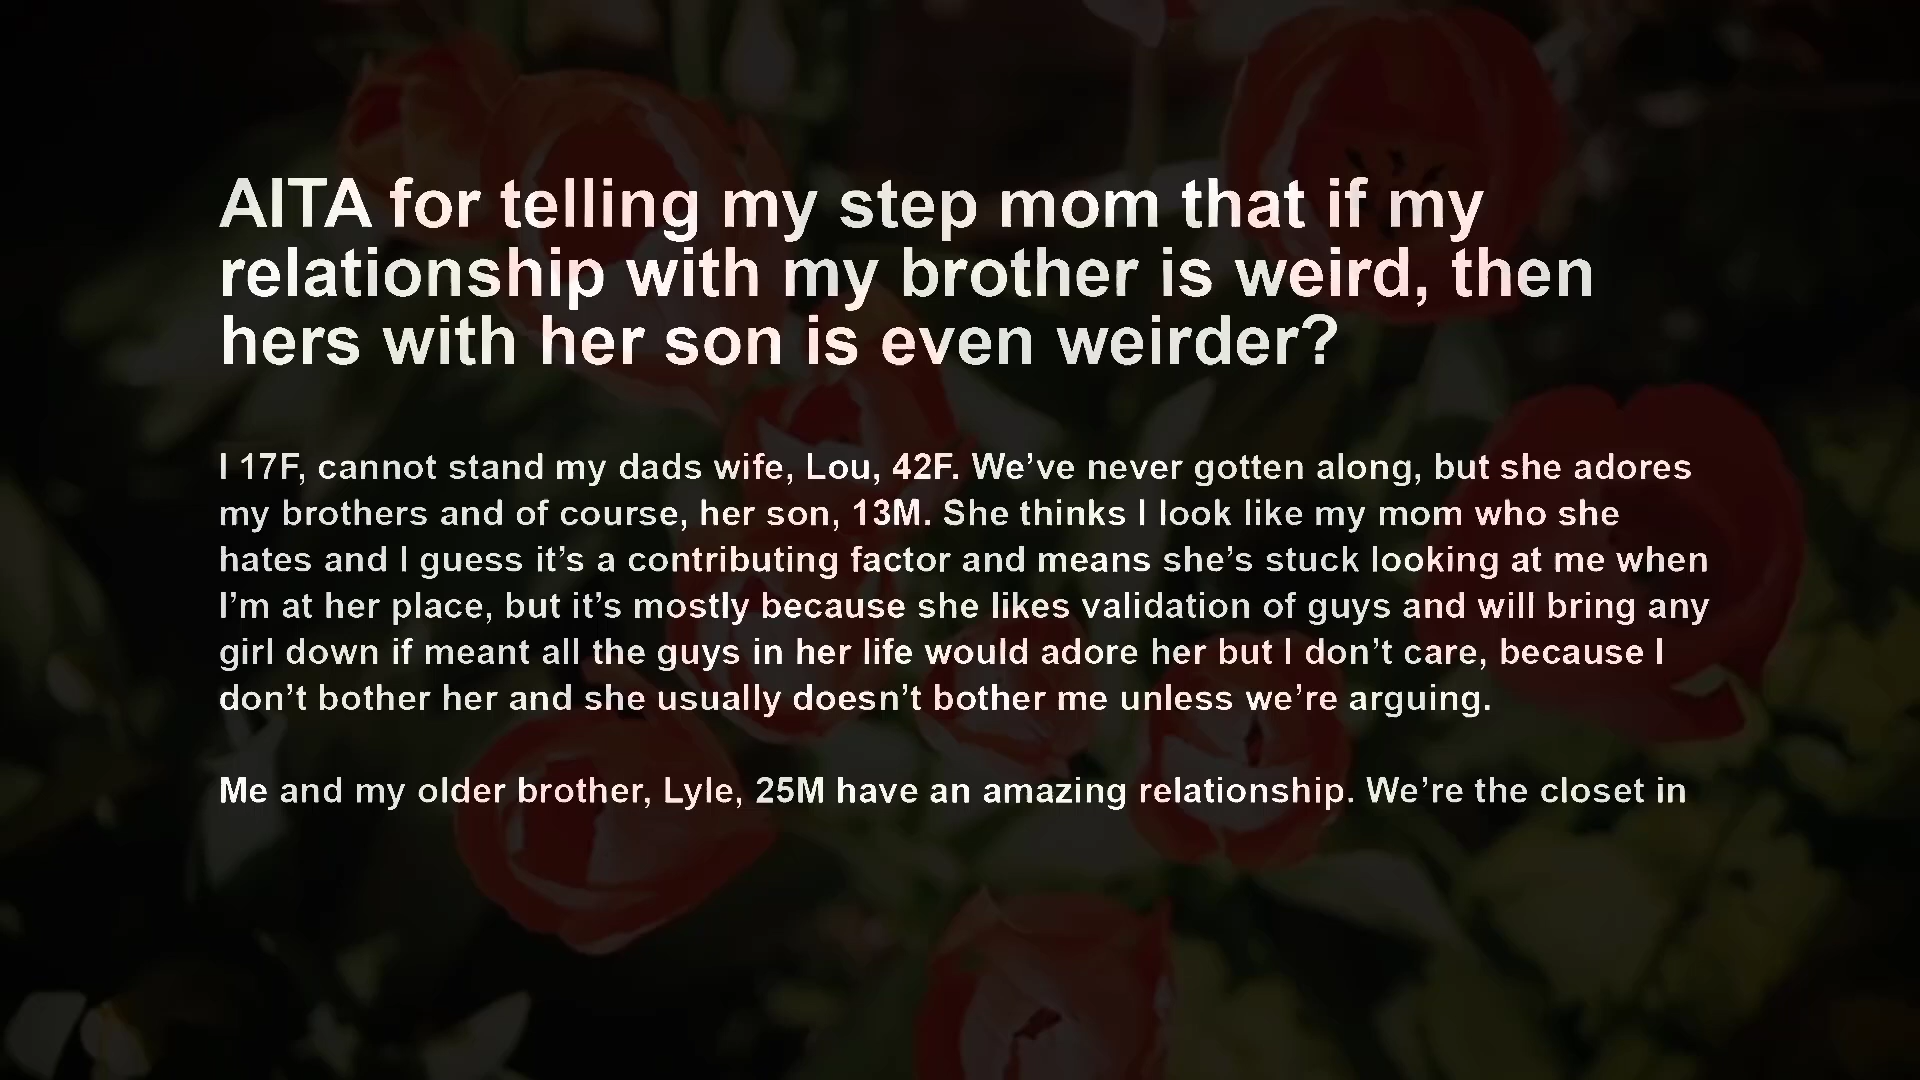 AITA for telling my step mom that if my
relationship with my brother is weird, then
hers with her son is even weirder?
I 17F, cannot stand my dads wife, Lou, 42F. We’ve never gotten along, but she adores
my brothers and of course, her son, 13M. She thinks I look like my mom who she
hates and I guess it’s a contributing factor and means she’s stuck looking at me when
I’m at her place, but it’s mostly because she likes validation of guys and will bring any
girl down if meant all the guys in her life would adore her but I don’t care, because I
don’t bother her and she usually doesn’t bother me unless we’re arguing.
Me and my older brother, Lyle, 25M have an amazing relationship. We’re the closet in